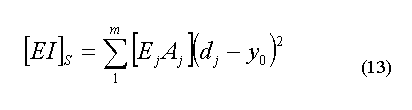 [EI]_S = \sum_{1}^{m} [E_j A_j](d_j - y_0)^2 (13)